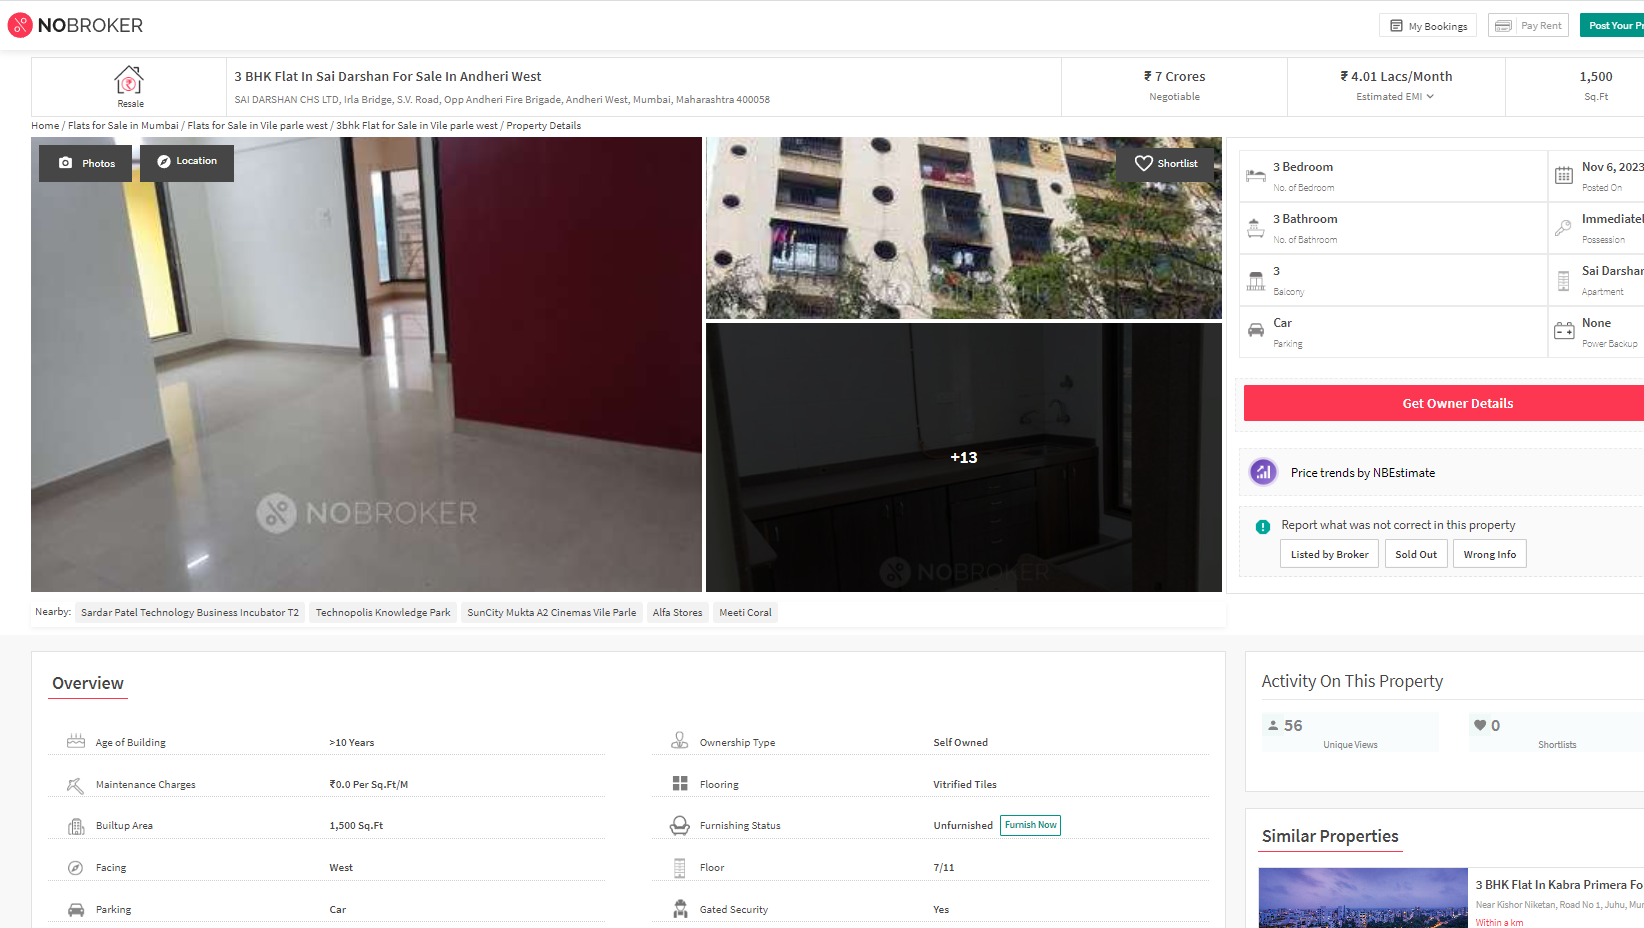 NOBROKER
My Bookings
Pay Rent
Post Your Pr
Resale
3 BHK Flat In Sai Darshan For Sale In Andheri West
SAI DARSHAN CHS LTD, Irla Bridge, S.V. Road, Opp Andheri Fire Brigade, Andheri West, Mumbai, Maharashtra 400058
₹ 7 Crores
Negotiable
₹ 4.01 Lacs/Month
Estimated EMI
1,500
Sq.Ft
Home / Flats for Sale in Mumbai / Flats for Sale in Vile parle west / 3bhk Flat for Sale in Vile parle west / Property Details
Photos
Location
Shortlist
NOBROKER
NOBROKER
+13
NOBROKER
3 Bedroom
No. of Bedroom
Nov 6, 2023
Posted On
3 Bathroom
No. of Bathroom
Immediatel
Possession
3
Balcony
Sai Darshan
Apartment
Car
Parking
None
Power Backup
Get Owner Details
Price trends by NBEstimate
Report what was not correct in this property
Listed by Broker
Sold Out
Wrong Info
Nearby:
Sardar Patel Technology Business Incubator T2
Technopolis Knowledge Park
SunCity Mukta A2 Cinemas Vile Parle
Alfa Stores
Meeti Coral
Overview
Age of Building
>10 Years
Ownership Type
Self Owned
Maintenance Charges
₹0.0 Per Sq.Ft/M
Flooring
Vitrified Tiles
Builtup Area
1,500 Sq.Ft
Furnishing Status
Unfurnished
Furnish Now
Facing
West
Floor
7/11
Parking
Car
Gated Security
Yes
Activity On This Property
56
Unique Views
0
Shortlists
Similar Properties
3 BHK Flat In Kabra Primera Fo
Near Kishor Niketan, Road No 1, Juhu, Mur
Within a km